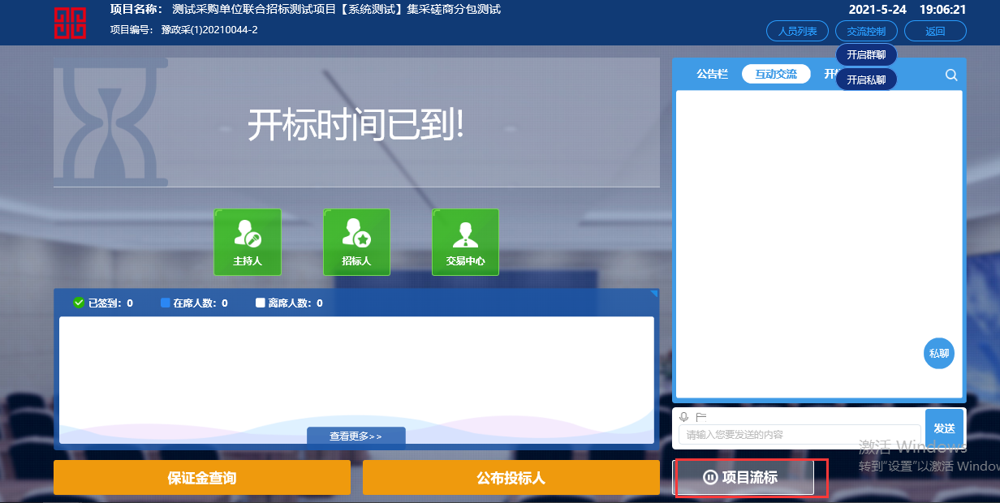 项目名称： 测试采购单位联合招标测试项目【系统测试】集采磋商分包测试
2021-5-24 19:06:21
项目编号： 豫政采(1)20210044-2
人员列表 交流控制 返回
开启群聊
开启私聊
公告栏 互动交流 开
开标时间已到!
主持人 招标人 交易中心
已签到：0 在席人数：0 离席人数：0
私聊
查看更多>>
请输入您要发送的内容
发送
激活 Windows
转到"设置"以激活 Window
保证金查询 公布投标人 项目流标